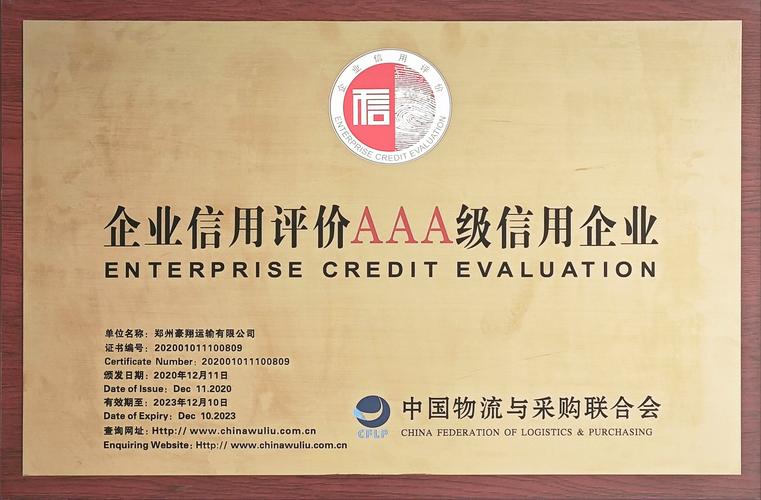 企业信用评价
信
ENTERPRISE CREDIT EVALUATION
企业信用评价AAA级信用企业
ENTERPRISE CREDIT EVALUATION
单位名称：郑州豪翔运输有限公司
证书编号：202001011100809
Certificate Number：202001011100809
颁发日期：2020年12月11日
Date of Issue：Dec 11.2020
有效期至：2023年12月10日
Date of Expiry：Dec 10.2023
查询网址：Http:// www.chinawuliu.com.cn
Enquiring Website：Http:// www.chinawuliu.com.cn
CFLP
中国物流与采购联合会
CHINA FEDERATION OF LOGISTICS & PURCHASING